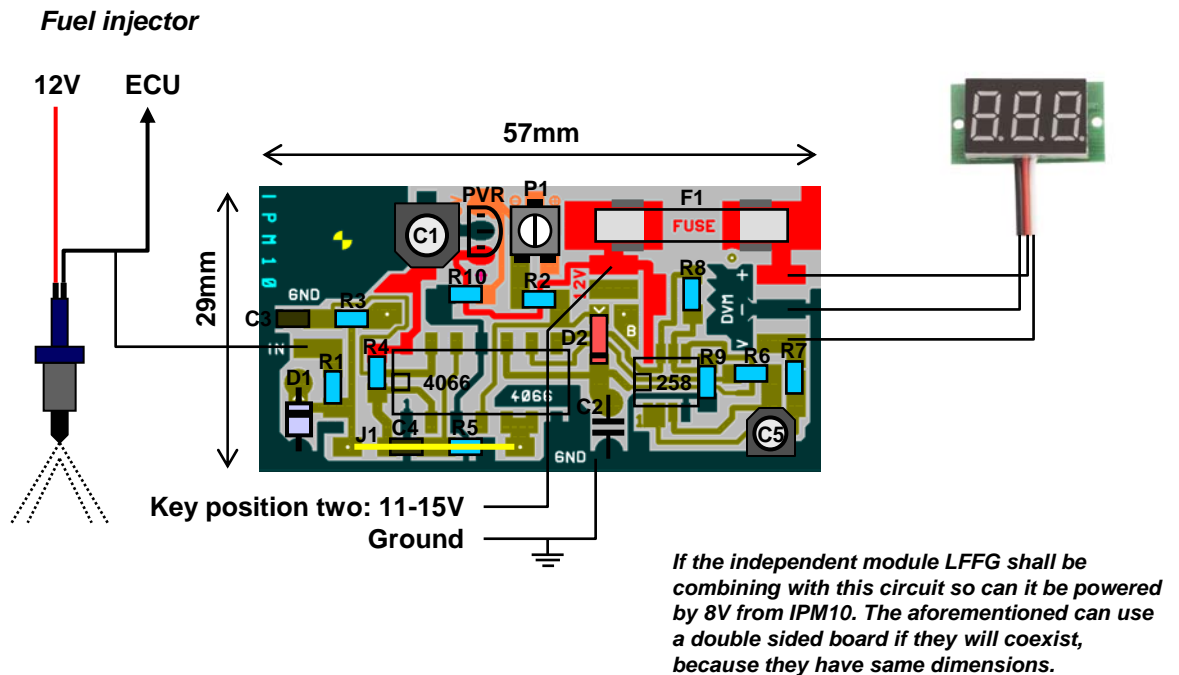 Fuel injector
12V ECU
57mm
29mm
IPM10
PVR P1 F1
C1 FUSE
R10 R2 12V R8 + DVM - V
GND
C3 R3
IN
R1 R4 D2 B
D1 4066 258 R9 R6 R7
4066 C2
J1 C4 R5 C5
GND
1
8.8.8.
Key position two: 11-15V
Ground
If the independent module LFFG shall be
combining with this circuit so can it be powered
by 8V from IPM10. The aforementioned can use
a double sided board if they will coexist,
because they have same dimensions.